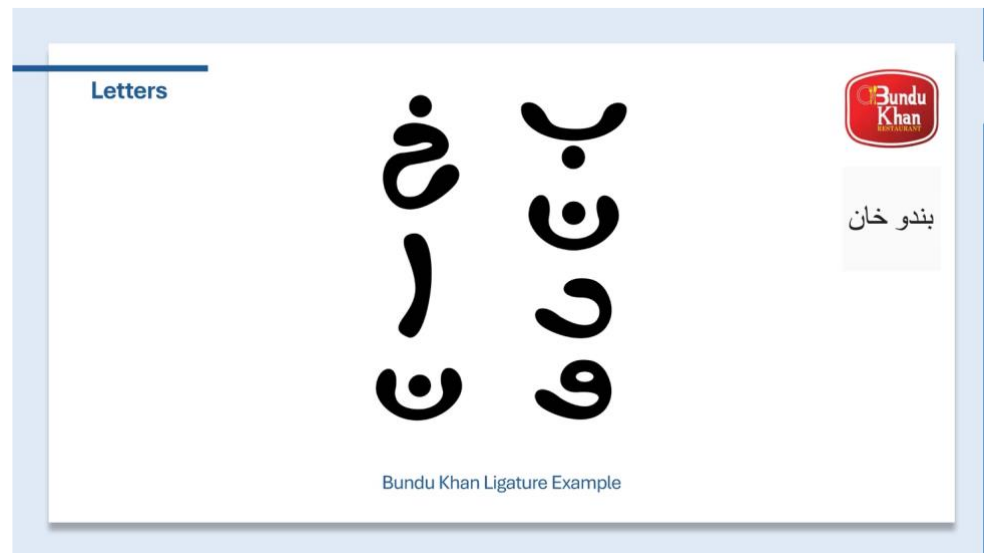 Letters
ب
ن
د
و
خ
ا
ن
Bundu
Khan
RESTAURANT
بندو خان
Bundu Khan Ligature Example